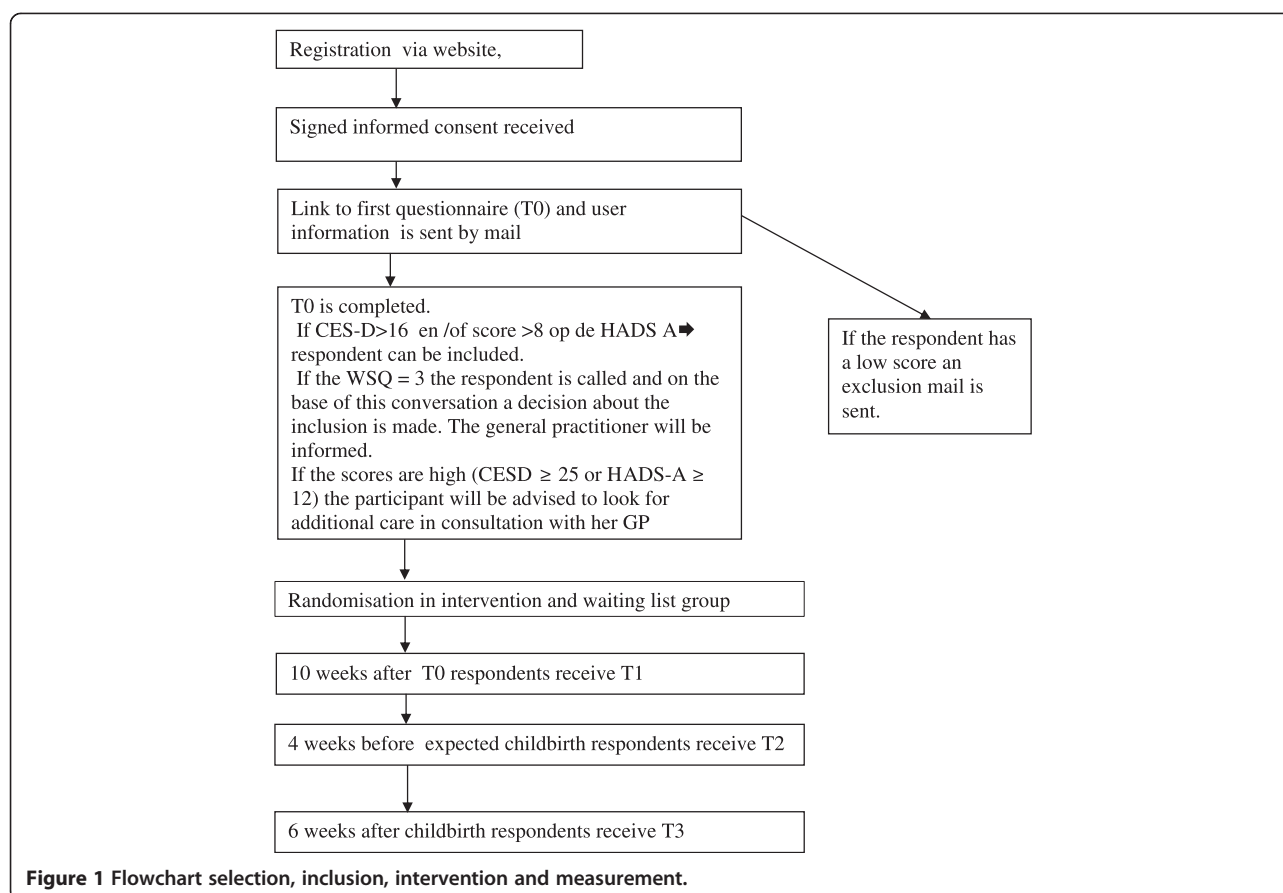 Registration via website,
Signed informed consent received
Link to first questionnaire (T0) and user
information is sent by mail
T0 is completed.
If CES-D>16 en /of score >8 op de HADS A➡
respondent can be included.
If the WSQ = 3 the respondent is called and on the
base of this conversation a decision about the
inclusion is made. The general practitioner will be
informed.
If the scores are high (CESD ≥ 25 or HADS-A ≥
12) the participant will be advised to look for
additional care in consultation with her GP
If the respondent has
a low score an
exclusion mail is
sent.
Randomisation in intervention and waiting list group
10 weeks after T0 respondents receive T1
4 weeks before expected childbirth respondents receive T2
6 weeks after childbirth respondents receive T3
Figure 1 Flowchart selection, inclusion, intervention and measurement.